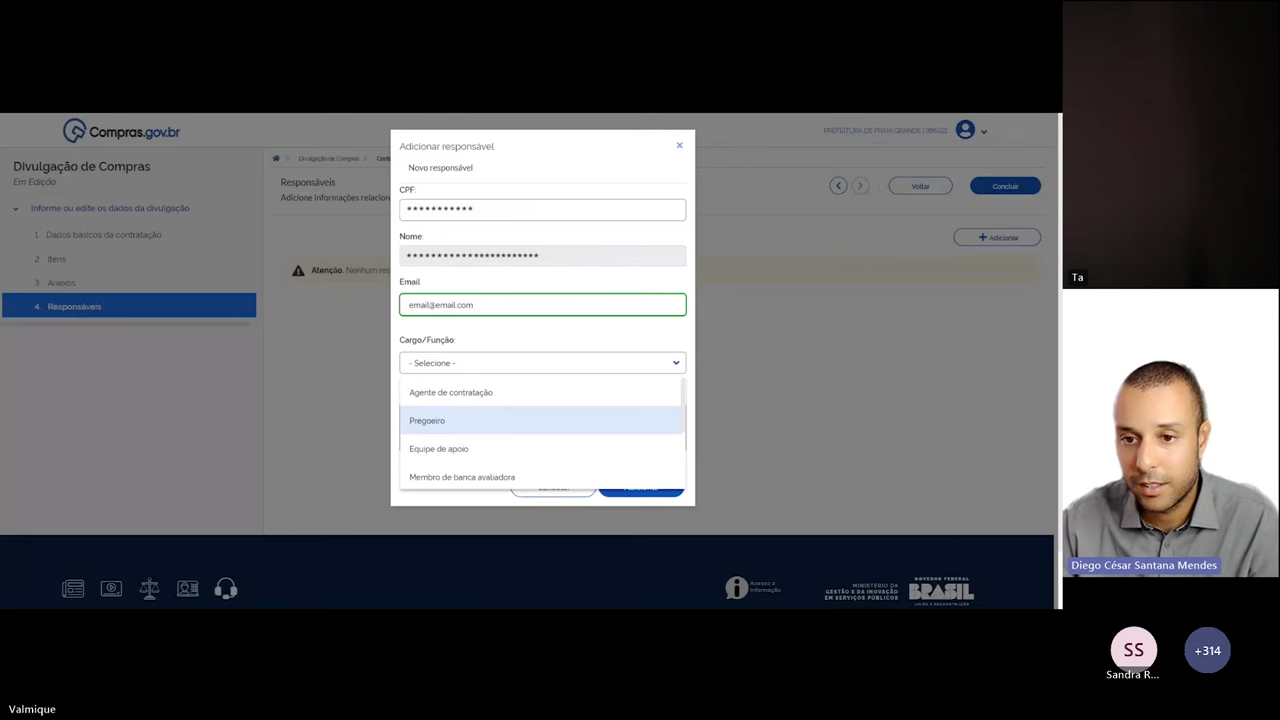 Compras.gov.br
PREFEITURA DE PRAIA GRANDE
Divulgação de Compras
Em Edição
Informe ou edite os dados da divulgação
1 Dados básicos da contratação
2 Itens
3 Anexos
4. Responsáveis
Divulgação de Compras
Responsáveis
Adicione Informações relacion
Voltar
Concluir
Adicionar
Atenção. Nenhum res
Adicionar responsável
Novo responsável
CPF:
***********
Nome:
************************
Email
email@email.com
Cargo/Função:
- Selecione -
Agente de contratação
Pregoeiro
Equipe de apoio
Membro de banca avaliadora
Acesso à
Informação
MINISTÉRIO DA
GESTÃO E DA INOVAÇÃO
EM SERVIÇOS PÚBLICOS
GOVERNO FEDERAL
BRASIL
UNIÃO E RECONSTRUÇÃO
Ta
Diego César Santana Mendes
SS
Sandra R...
+314
Valmique